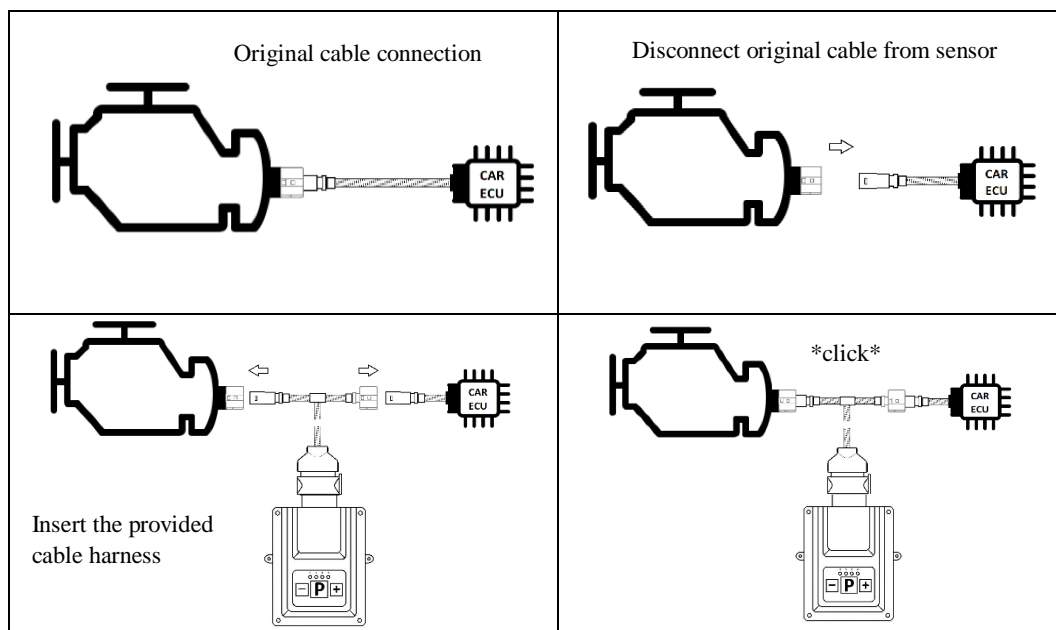 Original cable connection
CAR
ECU
Disconnect original cable from sensor
CAR
ECU
CAR
ECU
Insert the provided
cable harness
− P +
*click*
CAR
ECU
− P +